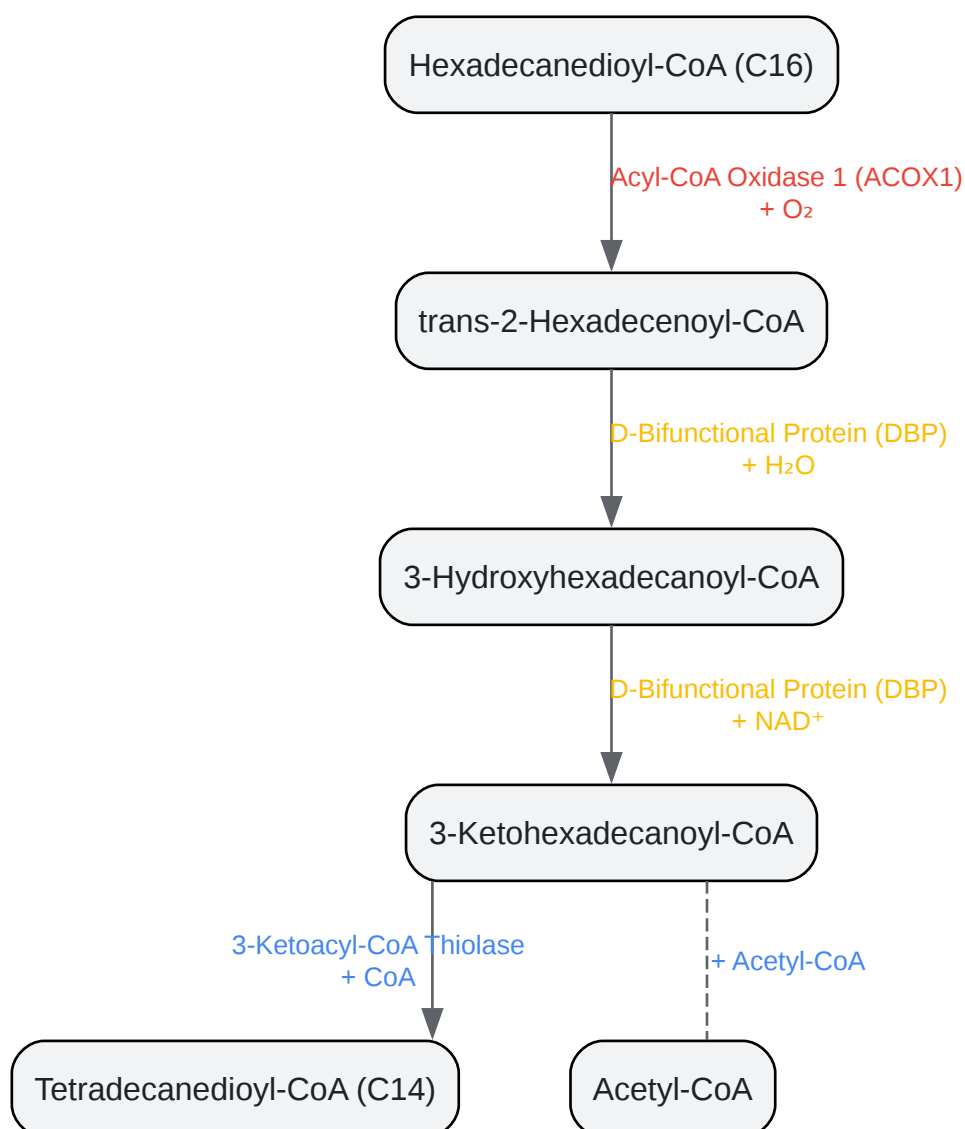 Hexadecanedioyl-CoA (C16)
Acyl-CoA Oxidase 1 (ACOX1)
+ O₂
trans-2-Hexadecenoyl-CoA
D-Bifunctional Protein (DBP)
+ H₂O
3-Hydroxyhexadecanoyl-CoA
D-Bifunctional Protein (DBP)
+ NAD⁺
3-Ketohexadecanoyl-CoA
3-Ketoacyl-CoA Thiolase
+ CoA
+ Acetyl-CoA
Tetradecanedioyl-CoA (C14)
Acetyl-CoA